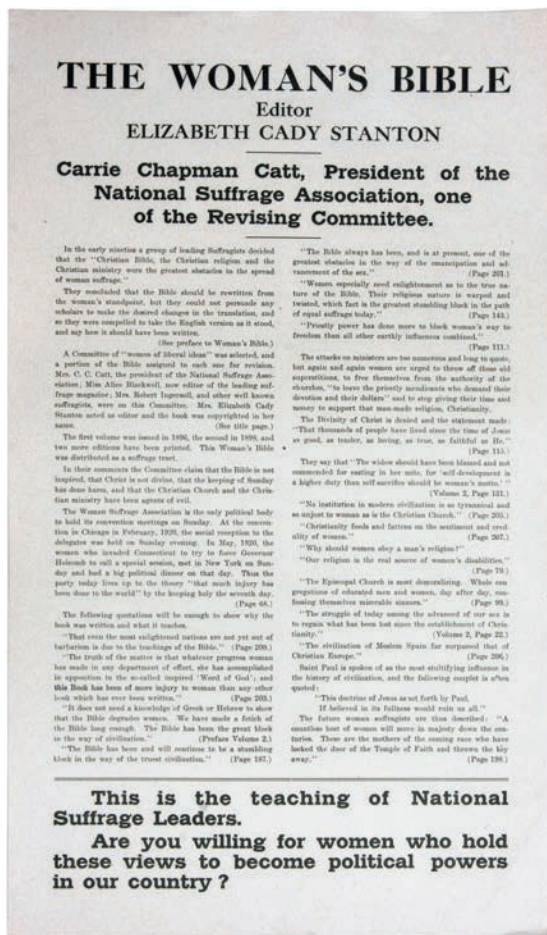 THE WOMAN'S BIBLE
Editor
ELIZABETH CADY STANTON
Carrie Chapman Catt, President of the
National Suffrage Association, one
of the Revising Committee.
In the early nineties a group of leading Suffragists decided
that the "Christian Bible, the Christian religion and the
Christian ministry were the greatest obstacles in the spread
of woman suffrage."
They concluded that the Bible should be rewritten from
the woman's standpoint, but they could not persuade any
scholars to make the desired changes in the translation, and
so they were compelled to take the English version as it stood,
and say how it should have been written.
(See preface to Woman's Bible.)
A Committee of "women of liberal ideas" was selected, and
a portion of the Bible assigned to each one for revision.
Mrs. C. C. Catt, the president of the National Suffrage Asso-
ciation; Miss Alice Blackwell, now editor of the leading suf-
frage magazine; Mrs. Robert Ingersoll, and other well known
suffragists, were on this Committee. Mrs. Elizabeth Cady
Stanton acted as editor and the book was copyrighted in her
name. (See title page.)
The first volume was issued in 1896, the second in 1898, and
two more editions have been printed. This Woman's Bible
was distributed as a suffrage tract.
In their comments the Committee claim that the Bible is not
inspired, that Christ is not divine, that the keeping of Sunday
has done harm, and that the Christian Church and the Chris-
tian ministry have been agents of evil.
The Woman Suffrage Association is the only political body
to hold its convention meetings on Sunday. At the conven-
tion in Chicago in February, 1920, the social reception to the
delegates was held on Sunday evening. In May, 1920, the
women who invaded Connecticut to try to force Governor
Holcomb to call a special session, met in New York on Sun-
day and had a big political dinner on that day. Thus the
party today lives up to the theory "that much injury has
been done to the world" by the keeping holy the seventh day.
(Page 68.)
The following quotations will be enough to show why the
book was written and what it teaches.
"That even the most enlightened nations are not yet out of
barbarism is due to the teachings of the Bible." (Page 209.)
"The truth of the matter is that whatever progress woman
has made in any department of effort, she has accomplished
in opposition to the so-called inspired 'Word of God'; and
this Book has been of more injury to woman than any other
book which has ever been written." (Page 203.)
"It does not need a knowledge of Greek or Hebrew to show
that the Bible degrades women. We have made a fetich of
the Bible long enough. The Bible has been the great block
in the way of civilization." (Preface Volume 2.)
"The Bible has been and will continue to be a stumbling
block in the way of the truest civilization." (Page 187.)
"The Bible always has been, and is at present, one of the
greatest obstacles in the way of the emancipation and ad-
vancement of the sex." (Page 201.)
"Women especially need enlightenment as to the true na-
ture of the Bible. Their religious nature is warped and
twisted, which fact is the greatest stumbling block in the path
of equal suffrage today." (Page 143.)
"Priestly power has done more to block woman's way to
freedom than all other earthly influences combined."
(Page 111.)
The attacks on ministers are too numerous and long to quote,
but again and again women are urged to throw off those old
superstitions, to free themselves from the authority of the
churches, "to leave the priestly mendicants who demand their
devotion and their dollars" and to stop giving their time and
money to support that man-made religion, Christianity.
The Divinity of Christ is denied and the statement made:
"That thousands of people have lived since the time of Jesus
as good, as tender, as loving, as true, as faithful as He."
(Page 115.)
They say that "The widow should have been blamed and not
commended for casting in her mite, for 'self-development is
a higher duty than self-sacrifice should be woman's motto.'"
(Volume 2, Page 131.)
"No institution in modern civilization is so tyrannical and
so unjust to woman as is the Christian Church." (Page 205.)
"Christianity feeds and fattens on the sentiment and cred-
ulity of women." (Page 207.)
"Why should women obey a man's religion?"
"Our religion is the real source of women's disabilities."
(Page 79.)
"The Episcopal Church is most demoralizing. Whole con-
gregations of educated men and women, day after day, con-
fessing themselves miserable sinners." (Page 99.)
"The struggle of today among the advanced of our sex is
to regain what has been lost since the establishment of Chris-
tianity." (Volume 2, Page 22.)
"The civilization of Moslem Spain far surpassed that of
Christian Europe." (Page 206.)
Saint Paul is spoken of as the most stultifying influence in
the history of civilization, and the following couplet is often
quoted:
"This doctrine of Jesus as set forth by Paul,
If believed in its fullness would ruin us all."
The future woman suffragists are thus described: "A
countless host of women will move in majesty down the cen-
turies. These are the mothers of the coming race who have
locked the door of the Temple of Faith and thrown the key
away." (Page 198.)
This is the teaching of National
Suffrage Leaders.
Are you willing for women who hold
these views to become political powers
in our country?